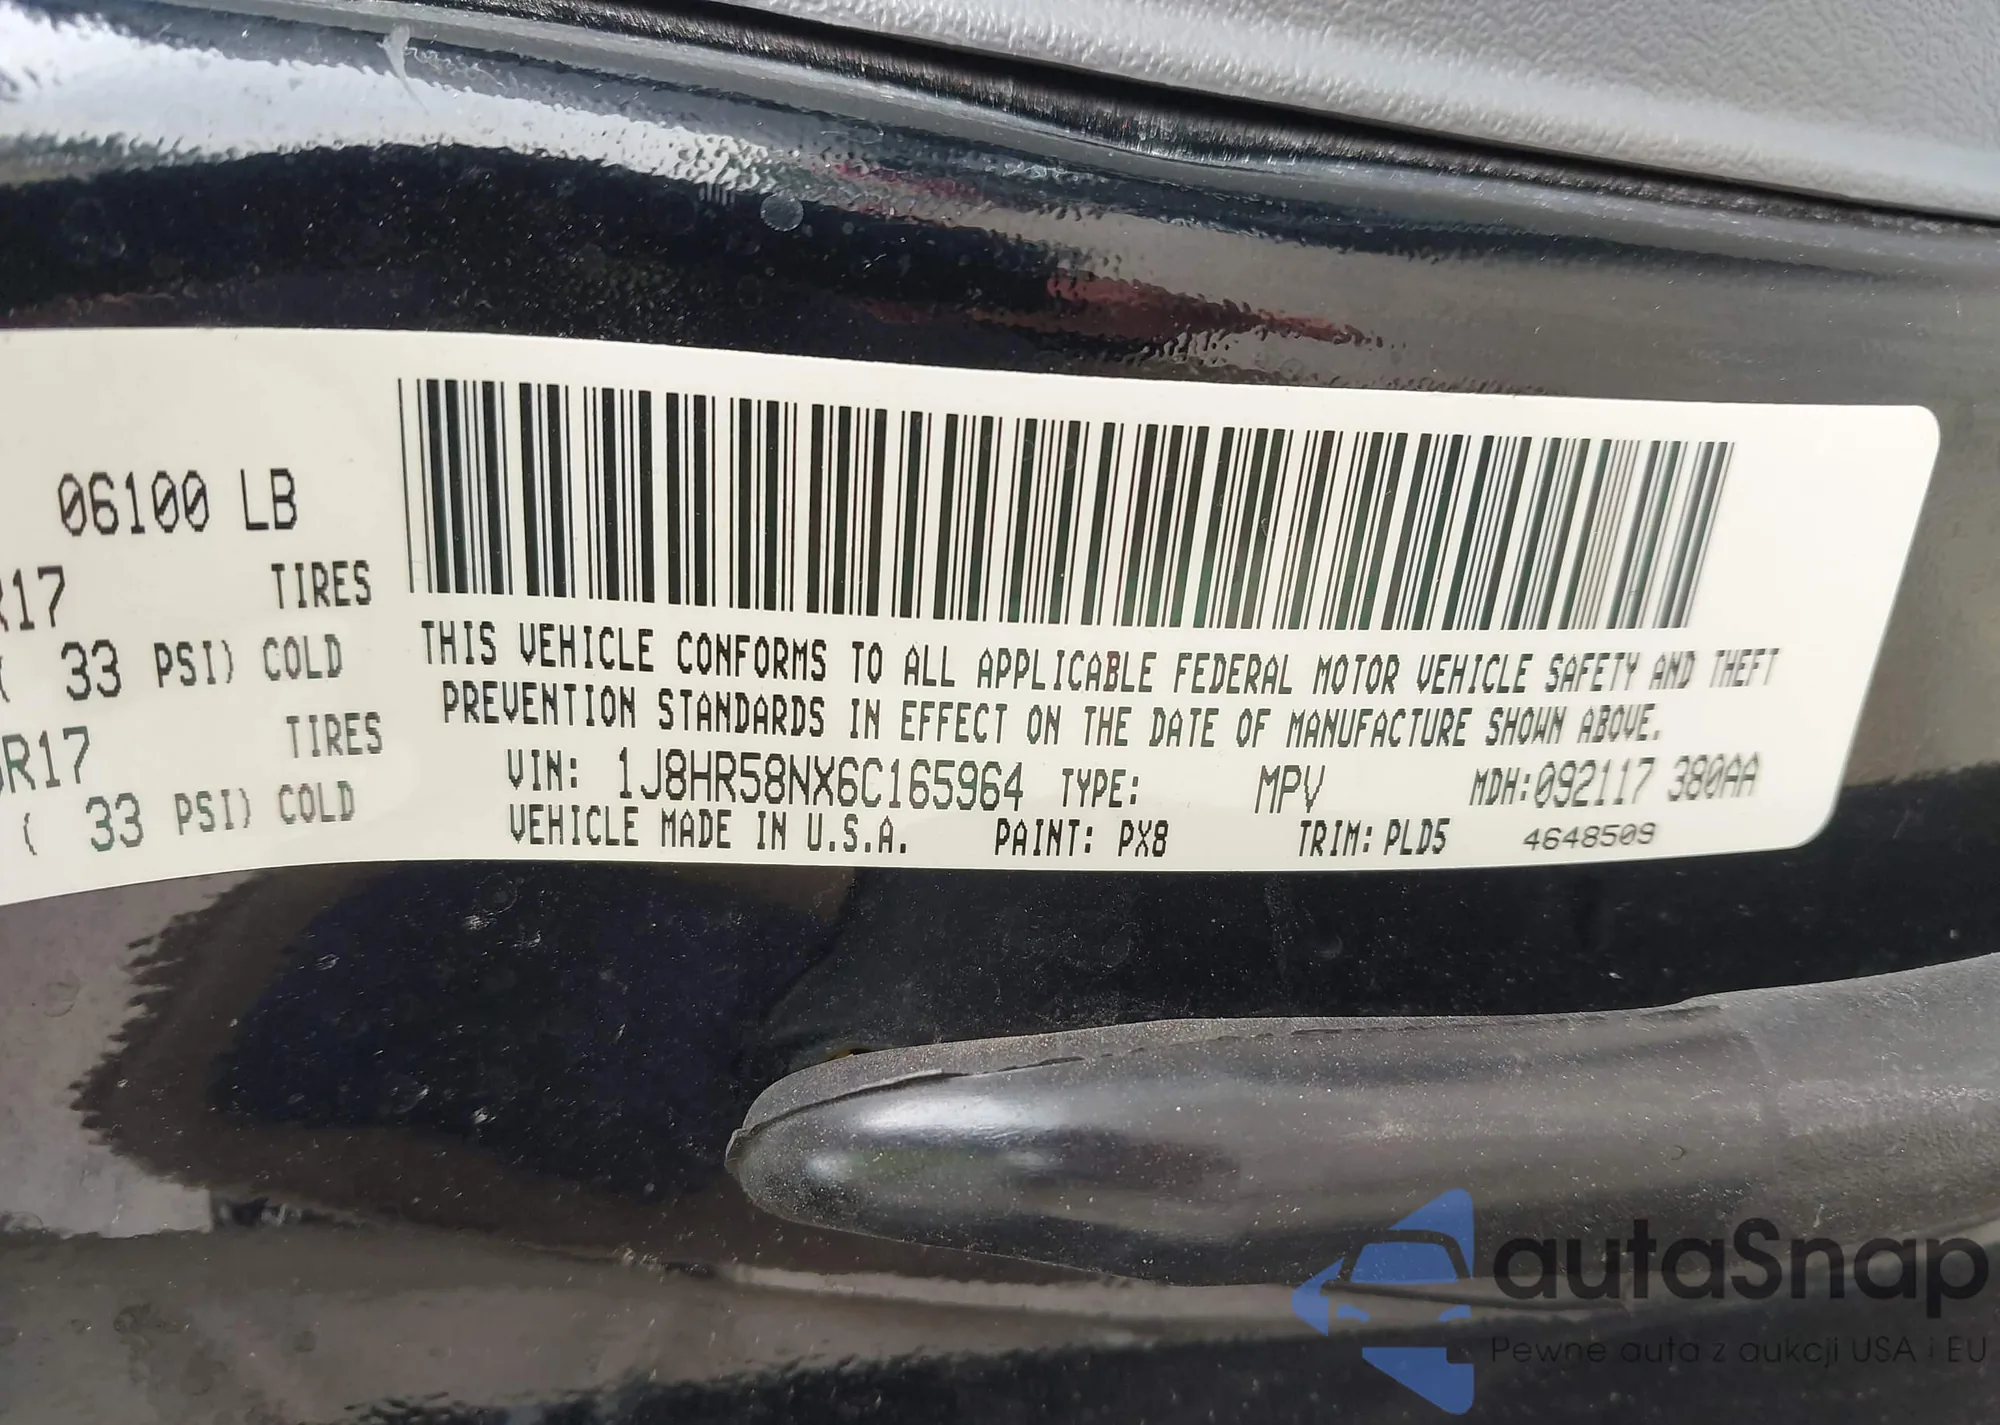 06100 LB
R17 TIRES
( 33 PSI) COLD
R17 TIRES
( 33 PSI) COLD
THIS VEHICLE CONFORMS TO ALL APPLICABLE FEDERAL MOTOR VEHICLE SAFETY AND THEFT
PREVENTION STANDARDS IN EFFECT ON THE DATE OF MANUFACTURE SHOWN ABOVE.
VIN: 1J8HR58NX6C165964 TYPE: MPV MDH:092117 380AA
VEHICLE MADE IN U.S.A. PAINT: PX8 TRIM: PLD5 4648509
autaSnap
Pewne auta z aukcji USA i EU